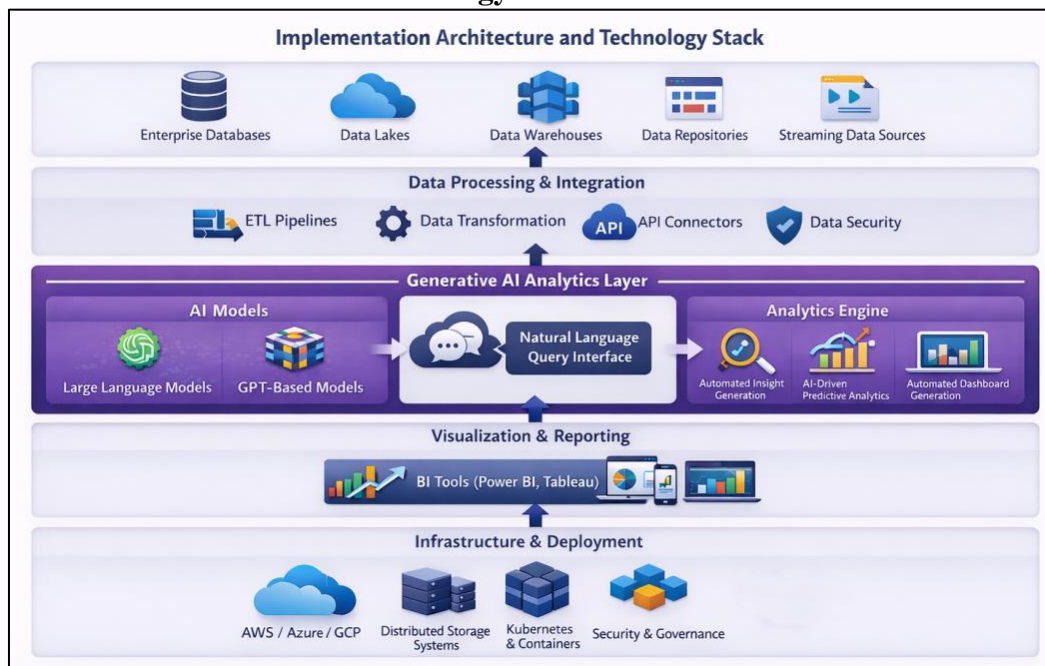 gy
Implementation Architecture and Technology Stack
Enterprise Databases
Data Lakes
Data Warehouses
Data Repositories
Streaming Data Sources
Data Processing & Integration
ETL Pipelines
Data Transformation
API
API Connectors
Data Security
Generative AI Analytics Layer
AI Models
Large Language Models
GPT-Based Models
Natural Language
Query Interface
Analytics Engine
Automated Insight
Generation
AI-Driven
Predictive Analytics
Automated Dashboard
Generation
Visualization & Reporting
BI Tools (Power BI, Tableau)
Infrastructure & Deployment
AWS / Azure / GCP
Distributed Storage
Systems
Kubernetes
& Containers
Security & Governance